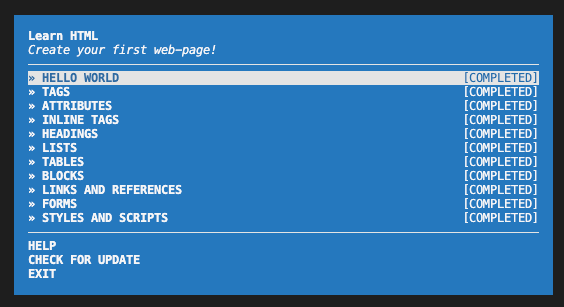 Learn HTML
Create your first web-page!
» HELLO WORLD [COMPLETED]
» TAGS [COMPLETED]
» ATTRIBUTES [COMPLETED]
» INLINE TAGS [COMPLETED]
» HEADINGS [COMPLETED]
» LISTS [COMPLETED]
» TABLES [COMPLETED]
» BLOCKS [COMPLETED]
» LINKS AND REFERENCES [COMPLETED]
» FORMS [COMPLETED]
» STYLES AND SCRIPTS [COMPLETED]
HELP
CHECK FOR UPDATE
EXIT